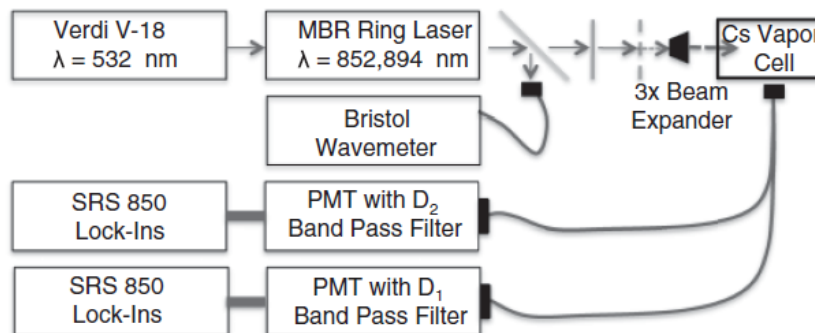 Verdi V-18
λ = 532 nm
MBR Ring Laser
λ = 852,894 nm
Cs Vapor
Cell
3x Beam
Expander
Bristol
Wavemeter
SRS 850
Lock-Ins
PMT with D₂
Band Pass Filter
SRS 850
Lock-Ins
PMT with D₁
Band Pass Filter